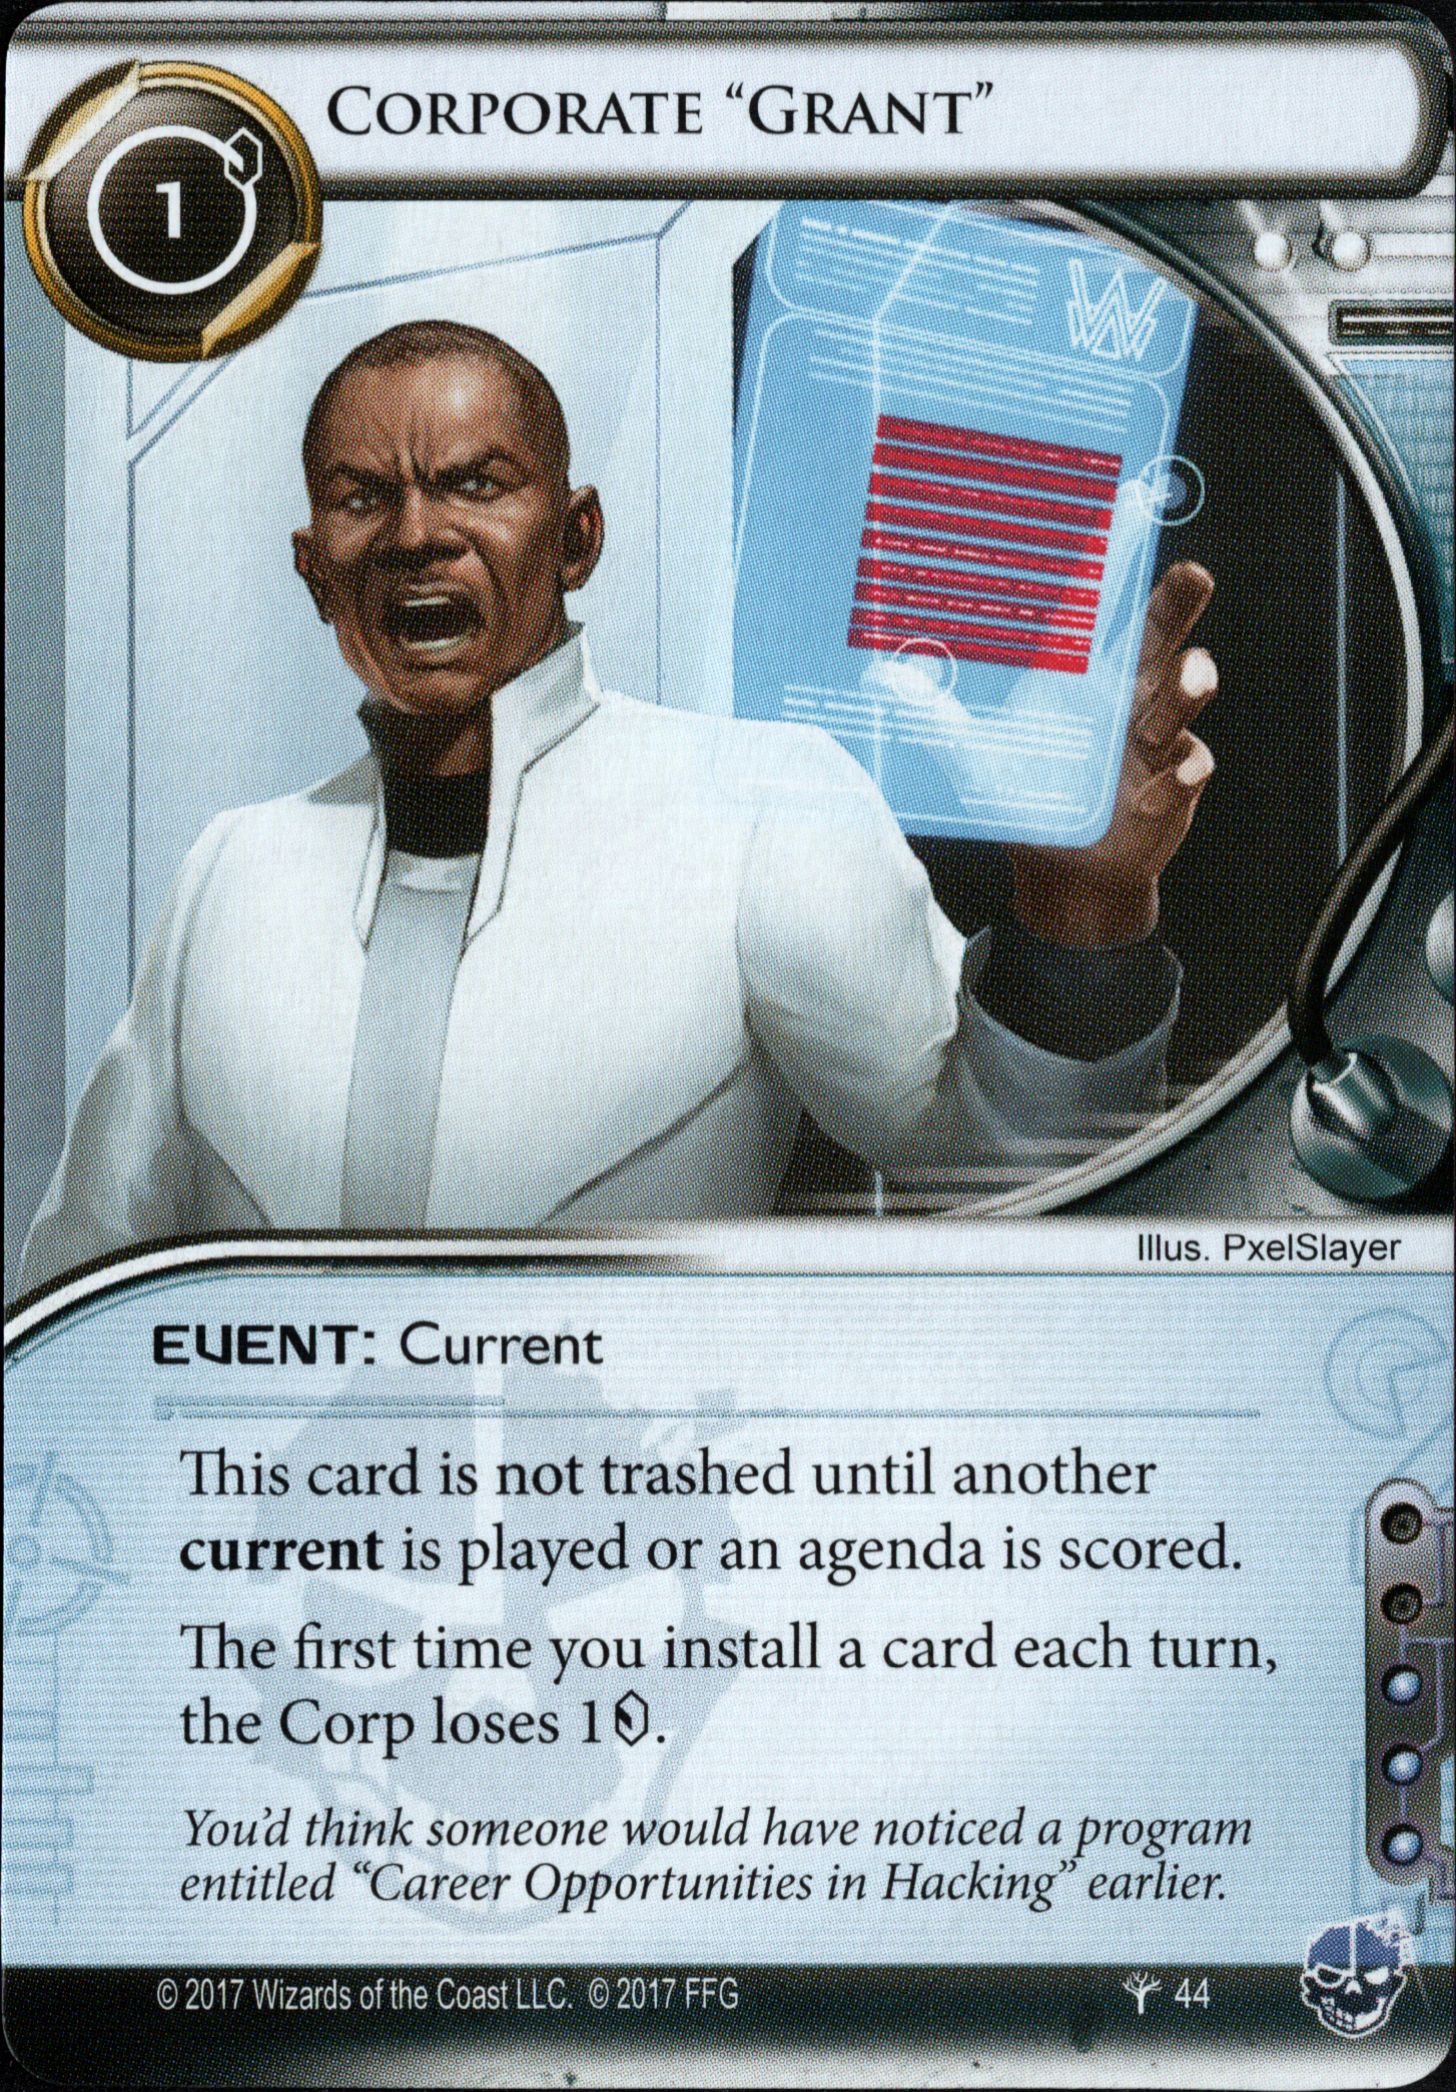 1
CORPORATE “GRANT”
Illus. PxelSlayer
EVENT: Current
This card is not trashed until another
current is played or an agenda is scored.
The first time you install a card each turn,
the Corp loses 1.
You’d think someone would have noticed a program
entitled “Career Opportunities in Hacking” earlier.
© 2017 Wizards of the Coast LLC. © 2017 FFG
44